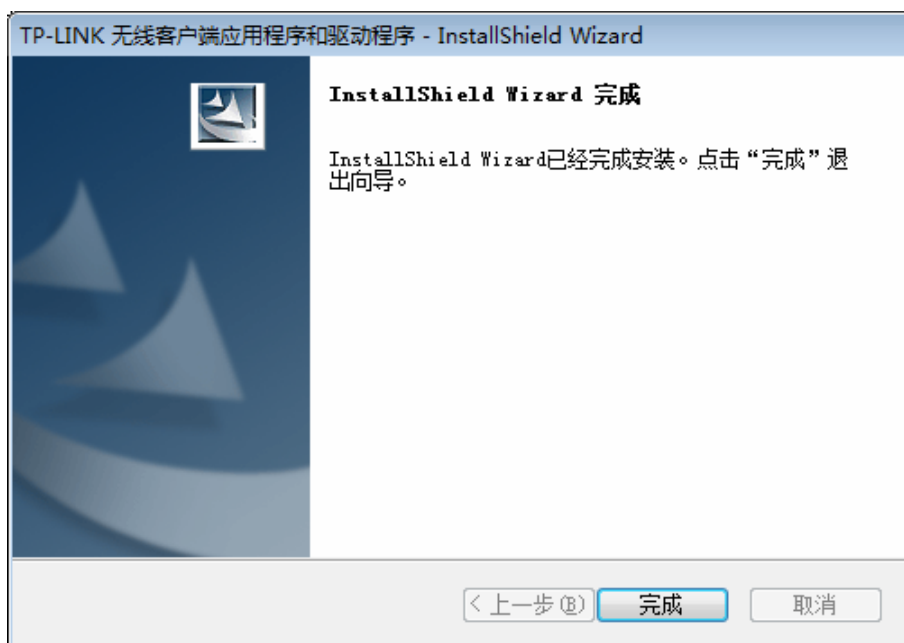 TP-LINK 无线客户端应用程序和驱动程序 - InstallShield Wizard
InstallShield Wizard 完成
InstallShield Wizard已经完成安装。点击“完成”退
出向导。
< 上一步(B)
完成
取消